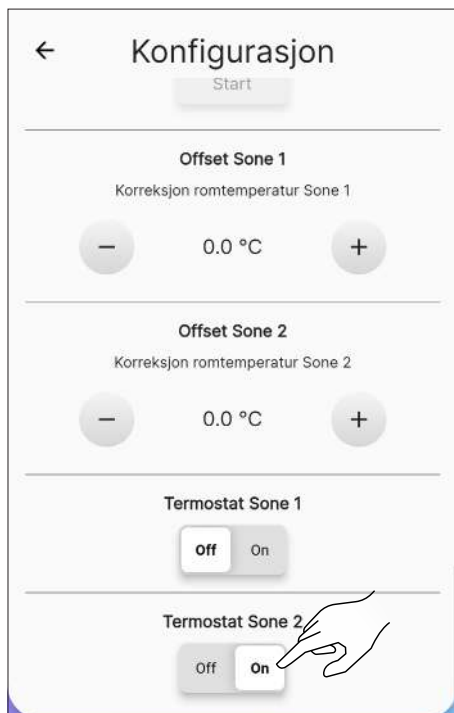 Konfigurasjon
Start
Offset Sone 1
Korreksjon romtemperatur Sone 1
− 0.0 °C +
Offset Sone 2
Korreksjon romtemperatur Sone 2
− 0.0 °C +
Termostat Sone 1
Off On
Termostat Sone 2
Off On